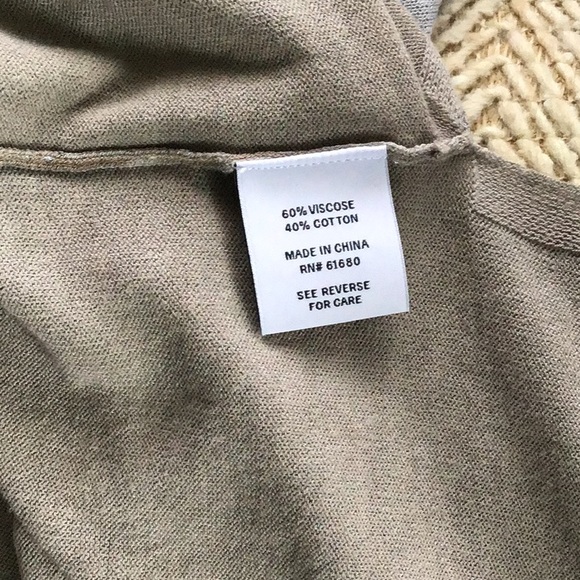 60% VISCOSE
40% COTTON
MADE IN CHINA
RN# 61680
SEE REVERSE
FOR CARE